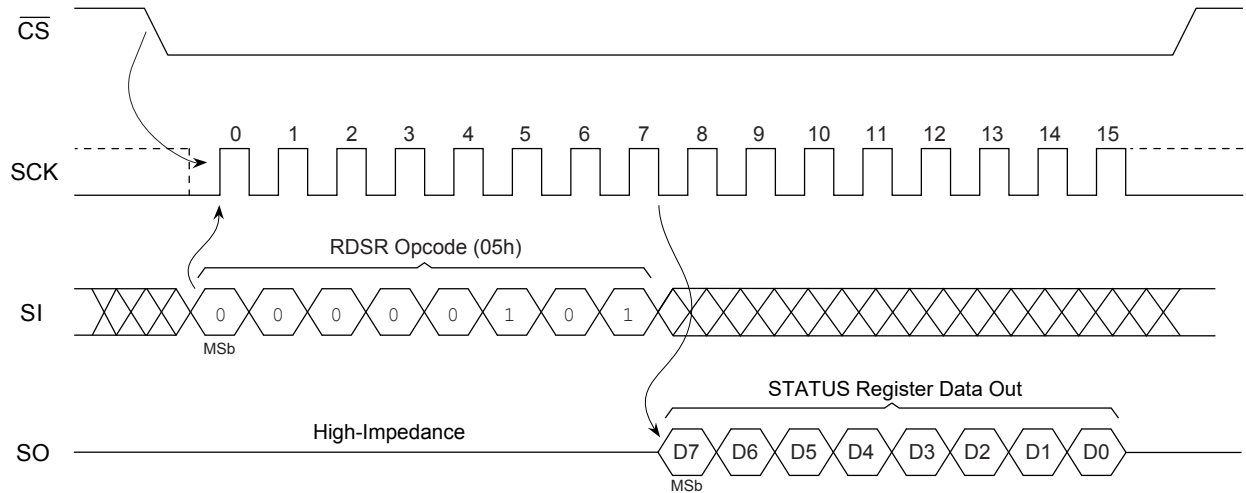 CS
0 1 2 3 4 5 6 7 8 9 10 11 12 13 14 15
SCK
RDSR Opcode (05h)
SI 0 0 0 0 0 1 0 1
MSb
STATUS Register Data Out
High-Impedance
SO D7 D6 D5 D4 D3 D2 D1 D0
MSb